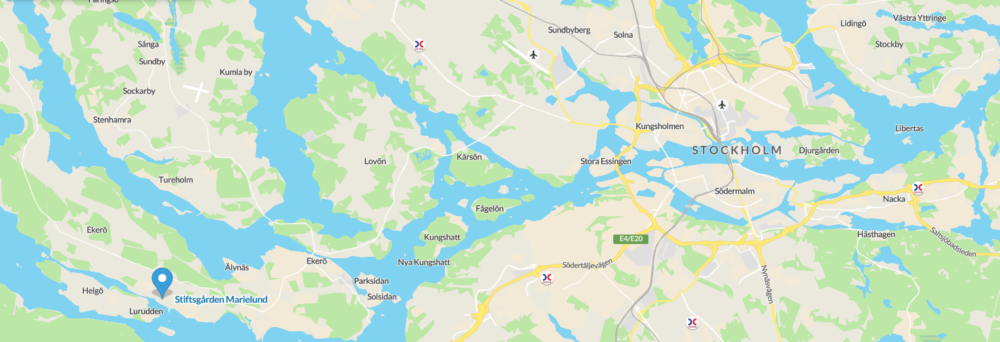 Färingsö
Sundbyberg
Solna
Lidingö
Västra Yttringe
Stockby
Sånga
Sundby
Kumla by
Sockarby
Stenhamra
Kungsholmen
Libertas
STOCKHOLM
Djurgården
Lovön
Kärsön
Stora Essingen
Tureholm
Södermalm
Nacka
Fågelön
Ekerö
Kungshatt
E4/E20
Hästhagen
Saltsjöbadsleden
Ekerö
Nya Kungshatt
Södertäljevägen
Älvnäs
Nynäsvägen
Parksidan
Helgö
Stiftsgården Marielund
Solsidan
Lurudden